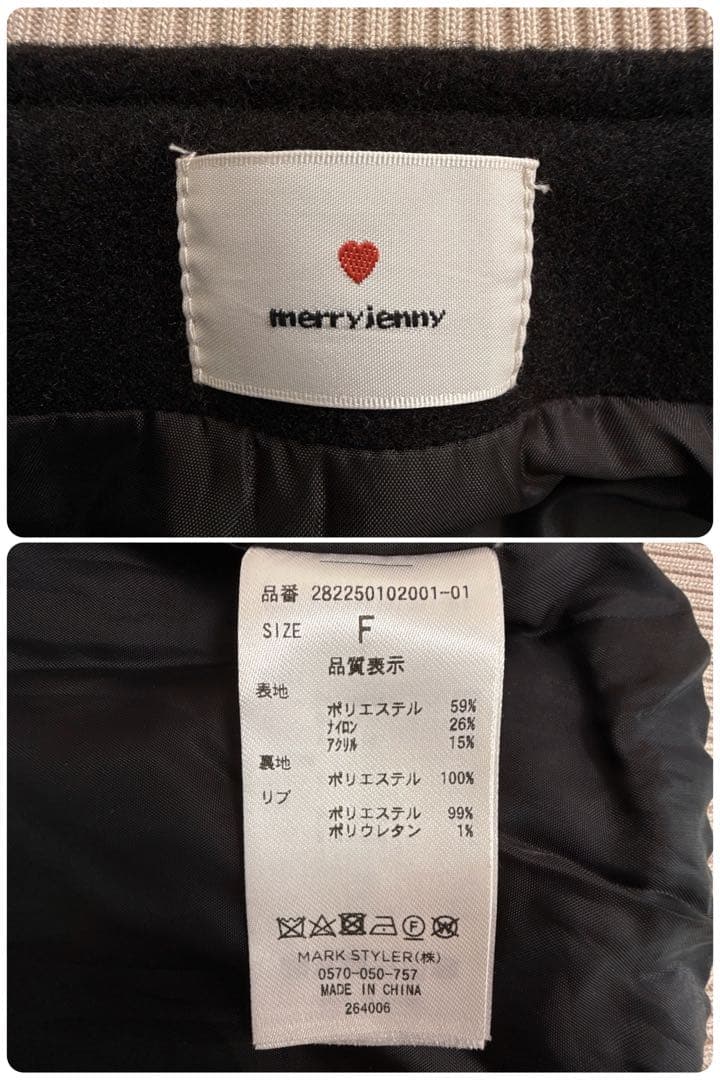 merryjenny
品番 282250102001-01
SIZE F
品質表示
表地
ポリエステル 59%
ナイロン 26%
アクリル 15%
裏地
ポリエステル 100%
リブ
ポリエステル 99%
ポリウレタン 1%
F W
MARK STYLER(株)
0570-050-757
MADE IN CHINA
264006